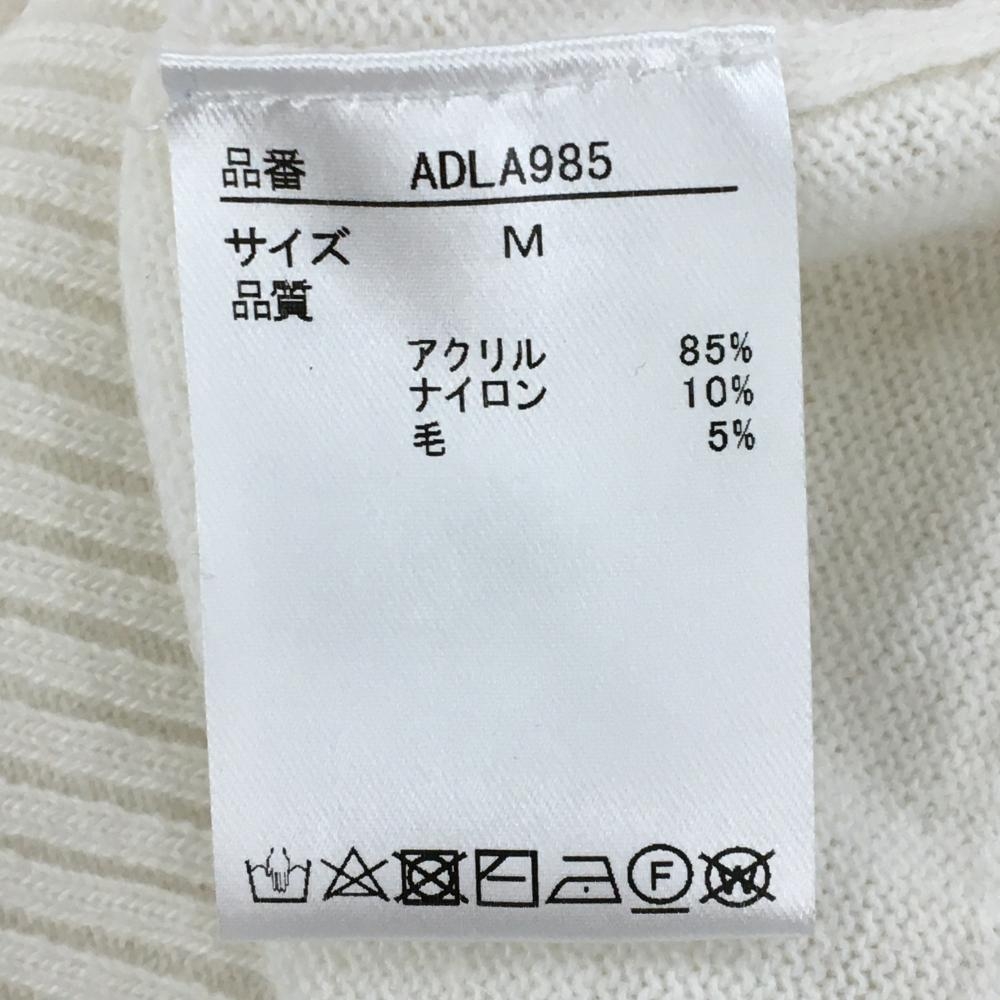 品番 ADLA985
サイズ M
品質
アクリル 85%
ナイロン 10%
毛 5%
F W